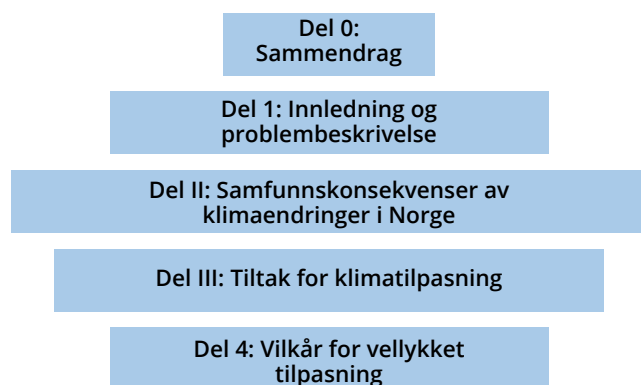 Del 0:
Sammendrag
Del 1: Innledning og
problembeskrivelse
Del II: Samfunnskonsekvenser av
klimaendringer i Norge
Del III: Tiltak for klimatilpasning
Del 4: Vilkår for vellykket
tilpasning